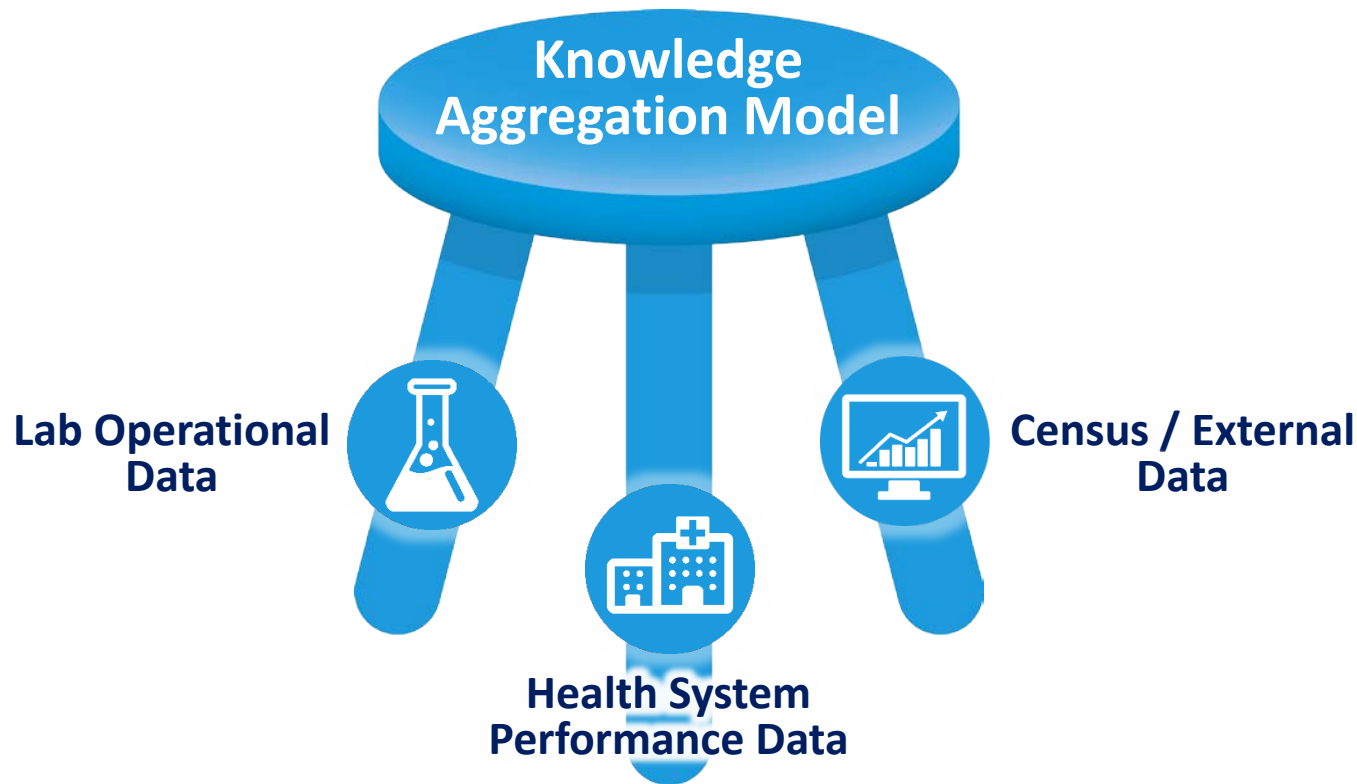 Knowledge
Aggregation Model
Lab Operational
Data
Census / External
Data
Health System
Performance Data